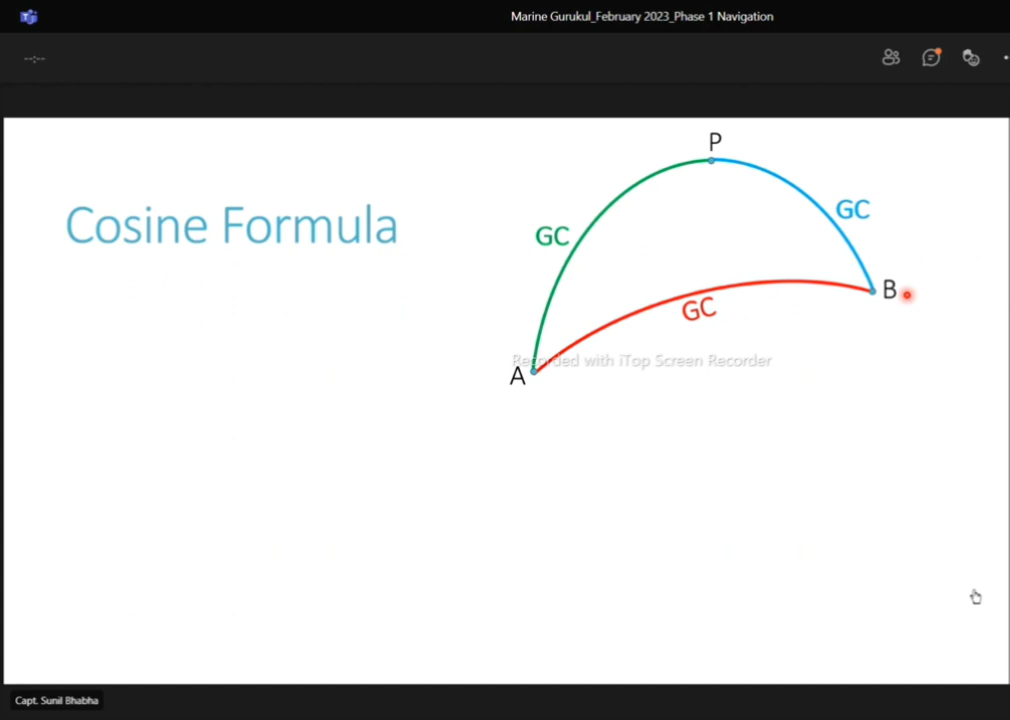 Marine Gurukul_February 2023_Phase 1 Navigation
--:--
P
Cosine Formula
GC
GC
B
GC
Recorded with iTop Screen Recorder
A
Capt. Sunil Bhabha